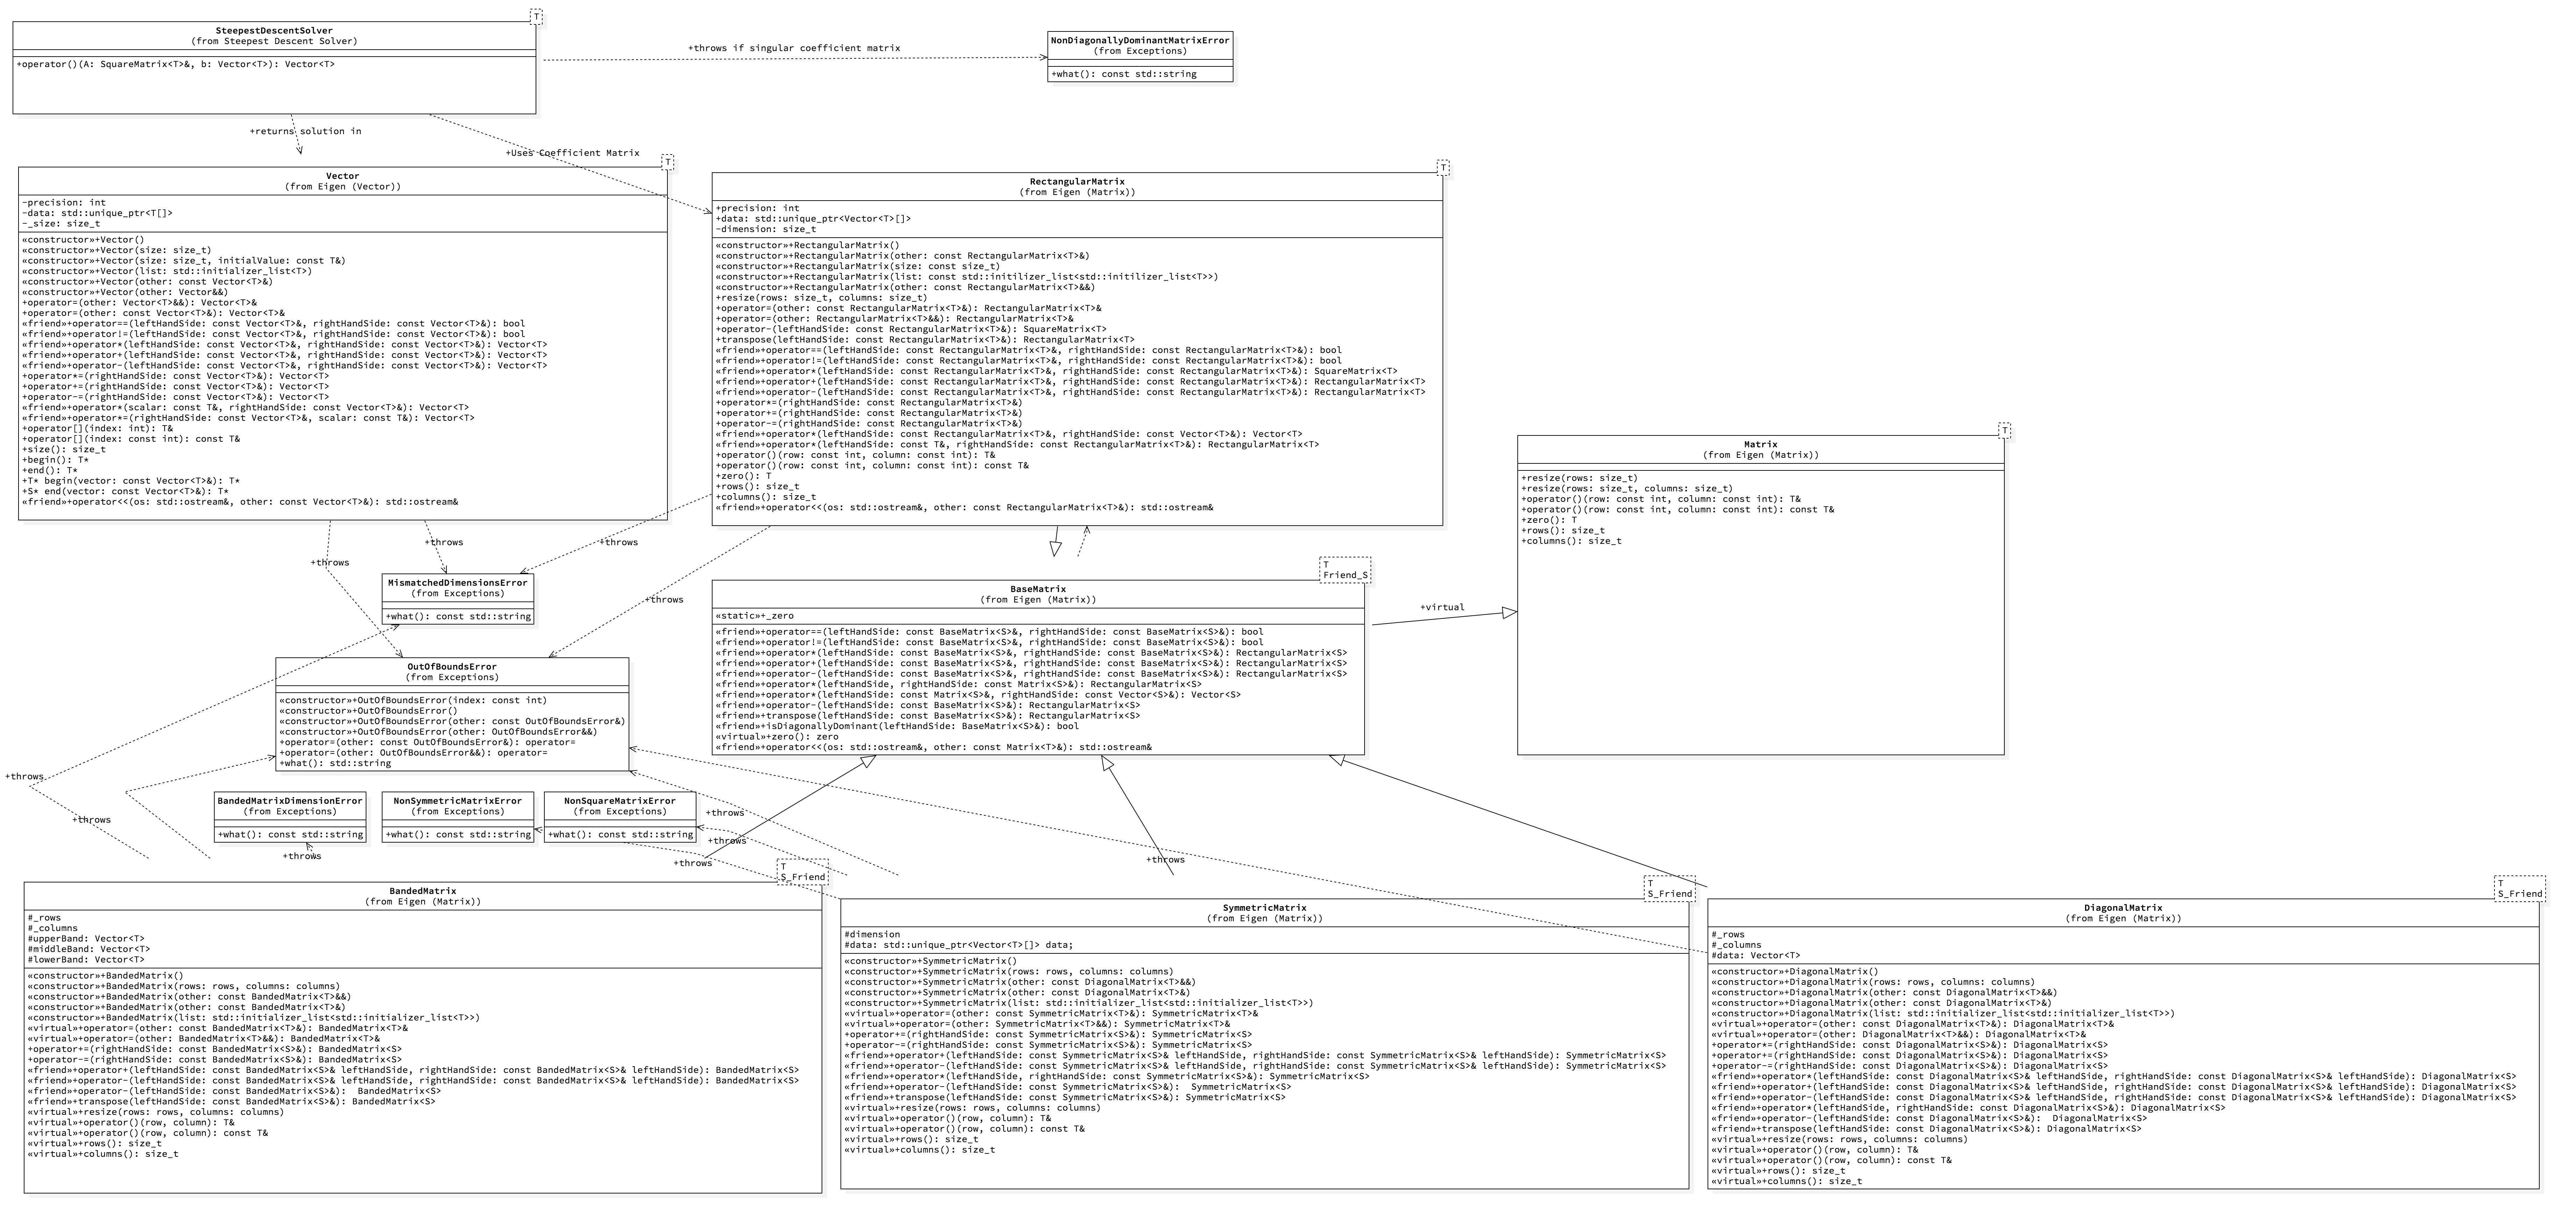 T
SteepestDescentSolver
(from Steepest Descent Solver)
+operator()(A: SquareMatrix<T>&, b: Vector<T>): Vector<T>
+throws if singular coefficient matrix
NonDiagonallyDominantMatrixError
(from Exceptions)
+what(): const std::string
+returns solution in
+Uses Coefficient Matrix
T
Vector
(from Eigen (Vector))
-precision: int
-data: std::unique_ptr<T[]>
-_size: size_t
«constructor»+Vector()
«constructor»+Vector(size: size_t)
«constructor»+Vector(size: size_t, initialValue: const T&)
«constructor»+Vector(list: std::initializer_list<T>)
«constructor»+Vector(other: const Vector<T>&)
«constructor»+Vector(other: Vector&&)
+operator=(other: Vector<T>&&): Vector<T>&
+operator=(other: const Vector<T>&): Vector<T>&
«friend»+operator==(leftHandSide: const Vector<T>&, rightHandSide: const Vector<T>&): bool
«friend»+operator!=(leftHandSide: const Vector<T>&, rightHandSide: const Vector<T>&): bool
«friend»+operator*(leftHandSide: const Vector<T>&, rightHandSide: const Vector<T>&): Vector<T>
«friend»+operator+(leftHandSide: const Vector<T>&, rightHandSide: const Vector<T>&): Vector<T>
«friend»+operator-(leftHandSide: const Vector<T>&, rightHandSide: const Vector<T>&): Vector<T>
+operator*=(rightHandSide: const Vector<T>&): Vector<T>
+operator+=(rightHandSide: const Vector<T>&): Vector<T>
+operator-=(rightHandSide: const Vector<T>&): Vector<T>
«friend»+operator*(scalar: const T&, rightHandSide: const Vector<T>&): Vector<T>
«friend»+operator*=(rightHandSide: const Vector<T>&, scalar: const T&): Vector<T>
+operator[](index: int): T&
+operator[](index: const int): const T&
+size(): size_t
+begin(): T*
+end(): T*
+T* begin(vector: const Vector<T>&): T*
+S* end(vector: const Vector<T>&): T*
«friend»+operator<<(os: std::ostream&, other: const Vector<T>&): std::ostream&
T
RectangularMatrix
(from Eigen (Matrix))
+precision: int
+data: std::unique_ptr<Vector<T>[]>
-dimension: size_t
«constructor»+RectangularMatrix()
«constructor»+RectangularMatrix(other: const RectangularMatrix<T>&)
«constructor»+RectangularMatrix(size: const size_t)
«constructor»+RectangularMatrix(list: const std::initilizer_list<std::initilizer_list<T>>)
«constructor»+RectangularMatrix(other: const RectangularMatrix<T>&&)
+resize(rows: size_t, columns: size_t)
+operator=(other: const RectangularMatrix<T>&): RectangularMatrix<T>&
+operator=(other: RectangularMatrix<T>&&): RectangularMatrix<T>&
+operator-(leftHandSide: const RectangularMatrix<T>&): SquareMatrix<T>
+transpose(leftHandSide: const RectangularMatrix<T>&): RectangularMatrix<T>
«friend»+operator==(leftHandSide: const RectangularMatrix<T>&, rightHandSide: const RectangularMatrix<T>&): bool
«friend»+operator!=(leftHandSide: const RectangularMatrix<T>&, rightHandSide: const RectangularMatrix<T>&): bool
«friend»+operator*(leftHandSide: const RectangularMatrix<T>&, rightHandSide: const RectangularMatrix<T>&): SquareMatrix<T>
«friend»+operator+(leftHandSide: const RectangularMatrix<T>&, rightHandSide: const RectangularMatrix<T>&): RectangularMatrix<T>
«friend»+operator-(leftHandSide: const RectangularMatrix<T>&, rightHandSide: const RectangularMatrix<T>&): RectangularMatrix<T>
+operator*=(rightHandSide: const RectangularMatrix<T>&)
+operator+=(rightHandSide: const RectangularMatrix<T>&)
+operator-=(rightHandSide: const RectangularMatrix<T>&)
«friend»+operator*(leftHandSide: const RectangularMatrix<T>&, rightHandSide: const Vector<T>&): Vector<T>
«friend»+operator*(leftHandSide: const T&, rightHandSide: const RectangularMatrix<T>&): RectangularMatrix<T>
+operator()(row: const int, column: const int): T&
+operator()(row: const int, column: const int): const T&
+zero(): T
+rows(): size_t
+columns(): size_t
«friend»+operator<<(os: std::ostream&, other: const RectangularMatrix<T>&): std::ostream&
T
Matrix
(from Eigen (Matrix))
+resize(rows: size_t)
+resize(rows: size_t, columns: size_t)
+operator()(row: const int, column: const int): T&
+operator()(row: const int, column: const int): const T&
+zero(): T
+rows(): size_t
+columns(): size_t
+throws
+throws
+throws
+throws
MismatchedDimensionsError
(from Exceptions)
+what(): const std::string
T
Friend_S
BaseMatrix
(from Eigen (Matrix))
«static»+_zero
«friend»+operator==(leftHandSide: const BaseMatrix<S>&, rightHandSide: const BaseMatrix<S>&): bool
«friend»+operator!=(leftHandSide: const BaseMatrix<S>&, rightHandSide: const BaseMatrix<S>&): bool
«friend»+operator*(leftHandSide: const BaseMatrix<S>&, rightHandSide: const BaseMatrix<S>&): RectangularMatrix<S>
«friend»+operator+(leftHandSide: const BaseMatrix<S>&, rightHandSide: const BaseMatrix<S>&): RectangularMatrix<S>
«friend»+operator-(leftHandSide: const BaseMatrix<S>&, rightHandSide: const BaseMatrix<S>&): RectangularMatrix<S>
«friend»+operator*(leftHandSide, rightHandSide: const Matrix<S>&): RectangularMatrix<S>
«friend»+operator*(leftHandSide: const Matrix<S>&, rightHandSide: const Vector<S>&): Vector<S>
«friend»+operator-(leftHandSide: const BaseMatrix<S>&): RectangularMatrix<S>
«friend»+transpose(leftHandSide: const BaseMatrix<S>&): RectangularMatrix<S>
«friend»+isDiagonallyDominant(leftHandSide: BaseMatrix<S>&): bool
«virtual»+zero(): zero
«friend»+operator<<(os: std::ostream&, other: const Matrix<T>&): std::ostream&
+virtual
OutOfBoundsError
(from Exceptions)
«constructor»+OutOfBoundsError(index: const int)
«constructor»+OutOfBoundsError()
«constructor»+OutOfBoundsError(other: const OutOfBoundsError&)
«constructor»+OutOfBoundsError(other: OutOfBoundsError&&)
+operator=(other: const OutOfBoundsError&): operator=
+operator=(other: OutOfBoundsError&&): operator=
+what(): std::string
+throws
+throws
BandedMatrixDimensionError
(from Exceptions)
+what(): const std::string
NonSymmetricMatrixError
(from Exceptions)
+what(): const std::string
NonSquareMatrixError
(from Exceptions)
+what(): const std::string
+throws
+throws
+throws
+throws
+throws
T
S_Friend
BandedMatrix
(from Eigen (Matrix))
#_rows
#_columns
#upperBand: Vector<T>
#middleBand: Vector<T>
#lowerBand: Vector<T>
«constructor»+BandedMatrix()
«constructor»+BandedMatrix(rows: rows, columns: columns)
«constructor»+BandedMatrix(other: const BandedMatrix<T>&&)
«constructor»+BandedMatrix(other: const BandedMatrix<T>&)
«constructor»+BandedMatrix(list: std::initializer_list<std::initializer_list<T>>)
«virtual»+operator=(other: const BandedMatrix<T>&): BandedMatrix<T>&
«virtual»+operator=(other: BandedMatrix<T>&&): BandedMatrix<T>&
+operator+=(rightHandSide: const BandedMatrix<S>&): BandedMatrix<S>
+operator-=(rightHandSide: const BandedMatrix<S>&): BandedMatrix<S>
«friend»+operator+(leftHandSide: const BandedMatrix<S>& leftHandSide, rightHandSide: const BandedMatrix<S>& leftHandSide): BandedMatrix<S>
«friend»+operator-(leftHandSide: const BandedMatrix<S>& leftHandSide, rightHandSide: const BandedMatrix<S>& leftHandSide): BandedMatrix<S>
«friend»+operator-(leftHandSide: const BandedMatrix<S>&):  BandedMatrix<S>
«friend»+transpose(leftHandSide: const BandedMatrix<S>&): BandedMatrix<S>
«virtual»+resize(rows: rows, columns: columns)
«virtual»+operator()(row, column): T&
«virtual»+operator()(row, column): const T&
«virtual»+rows(): size_t
«virtual»+columns(): size_t
T
S_Friend
SymmetricMatrix
(from Eigen (Matrix))
#dimension
#data: std::unique_ptr<Vector<T>[]> data;
«constructor»+SymmetricMatrix()
«constructor»+SymmetricMatrix(rows: rows, columns: columns)
«constructor»+SymmetricMatrix(other: const DiagonalMatrix<T>&&)
«constructor»+SymmetricMatrix(other: const DiagonalMatrix<T>&)
«constructor»+SymmetricMatrix(list: std::initializer_list<std::initializer_list<T>>)
«virtual»+operator=(other: const SymmetricMatrix<T>&): SymmetricMatrix<T>&
«virtual»+operator=(other: SymmetricMatrix<T>&&): SymmetricMatrix<T>&
+operator+=(rightHandSide: const SymmetricMatrix<S>&): SymmetricMatrix<S>
+operator-=(rightHandSide: const SymmetricMatrix<S>&): SymmetricMatrix<S>
«friend»+operator+(leftHandSide: const SymmetricMatrix<S>& leftHandSide, rightHandSide: const SymmetricMatrix<S>& leftHandSide): SymmetricMatrix<S>
«friend»+operator-(leftHandSide: const SymmetricMatrix<S>& leftHandSide, rightHandSide: const SymmetricMatrix<S>& leftHandSide): SymmetricMatrix<S>
«friend»+operator*(leftHandSide, rightHandSide: const SymmetricMatrix<S>&): SymmetricMatrix<S>
«friend»+operator-(leftHandSide: const SymmetricMatrix<S>&):  SymmetricMatrix<S>
«friend»+transpose(leftHandSide: const SymmetricMatrix<S>&): SymmetricMatrix<S>
«virtual»+resize(rows: rows, columns: columns)
«virtual»+operator()(row, column): T&
«virtual»+operator()(row, column): const T&
«virtual»+rows(): size_t
«virtual»+columns(): size_t
T
S_Friend
DiagonalMatrix
(from Eigen (Matrix))
#_rows
#_columns
#data: Vector<T>
«constructor»+DiagonalMatrix()
«constructor»+DiagonalMatrix(rows: rows, columns: columns)
«constructor»+DiagonalMatrix(other: const DiagonalMatrix<T>&&)
«constructor»+DiagonalMatrix(other: const DiagonalMatrix<T>&)
«constructor»+DiagonalMatrix(list: std::initializer_list<std::initializer_list<T>>)
«virtual»+operator=(other: const DiagonalMatrix<T>&): DiagonalMatrix<T>&
«virtual»+operator=(other: DiagonalMatrix<T>&&): DiagonalMatrix<T>&
+operator*=(rightHandSide: const DiagonalMatrix<S>&): DiagonalMatrix<S>
+operator+=(rightHandSide: const DiagonalMatrix<S>&): DiagonalMatrix<S>
+operator-=(rightHandSide: const DiagonalMatrix<S>&): DiagonalMatrix<S>
«friend»+operator*(leftHandSide: const DiagonalMatrix<S>& leftHandSide, rightHandSide: const DiagonalMatrix<S>& leftHandSide): DiagonalMatrix<S>
«friend»+operator+(leftHandSide: const DiagonalMatrix<S>& leftHandSide, rightHandSide: const DiagonalMatrix<S>& leftHandSide): DiagonalMatrix<S>
«friend»+operator-(leftHandSide: const DiagonalMatrix<S>& leftHandSide, rightHandSide: const DiagonalMatrix<S>& leftHandSide): DiagonalMatrix<S>
«friend»+operator*(leftHandSide, rightHandSide: const DiagonalMatrix<S>&): DiagonalMatrix<S>
«friend»+operator-(leftHandSide: const DiagonalMatrix<S>&):  DiagonalMatrix<S>
«friend»+transpose(leftHandSide: const DiagonalMatrix<S>&): DiagonalMatrix<S>
«virtual»+resize(rows: rows, columns: columns)
«virtual»+operator()(row, column): T&
«virtual»+operator()(row, column): const T&
«virtual»+rows(): size_t
«virtual»+columns(): size_t